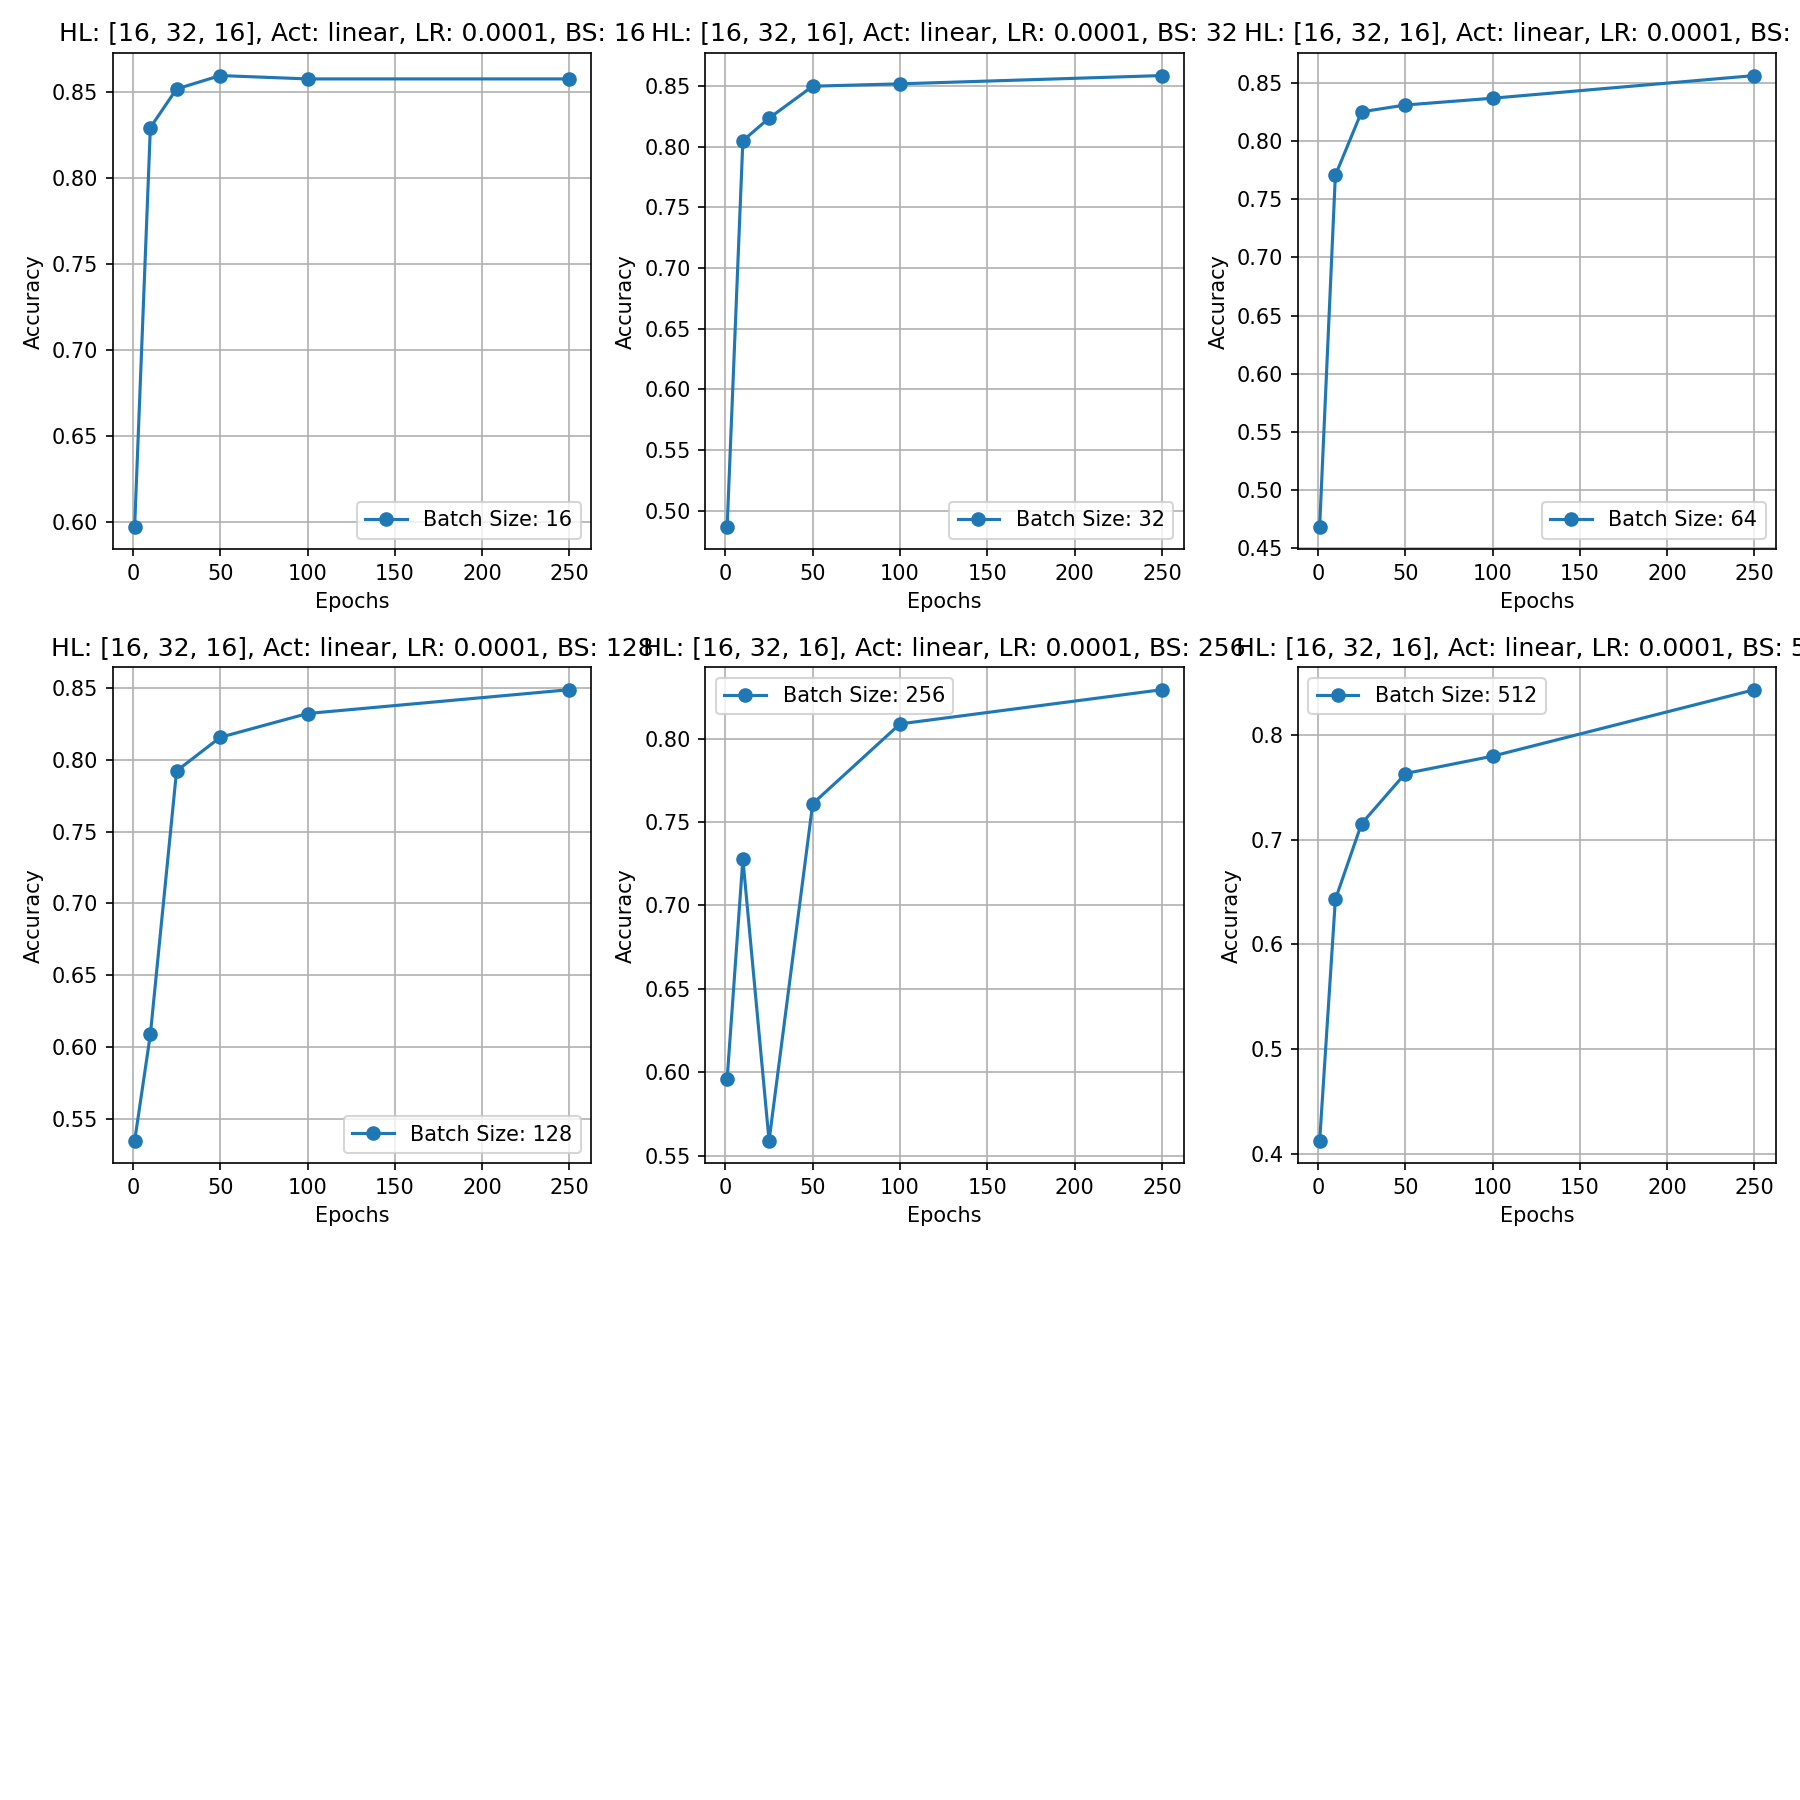 HL: [16, 32, 16], Act: linear, LR: 0.0001, BS: 16
0.85
0.80
0.75
0.70
0.65
0.60
Accuracy
Batch Size: 16
0 50 100 150 200 250
Epochs
HL: [16, 32, 16], Act: linear, LR: 0.0001, BS: 32
0.85
0.80
0.75
0.70
0.65
0.60
0.55
0.50
Accuracy
Batch Size: 32
0 50 100 150 200 250
Epochs
HL: [16, 32, 16], Act: linear, LR: 0.0001, BS:
0.85
0.80
0.75
0.70
0.65
0.60
0.55
0.50
0.45
Accuracy
Batch Size: 64
0 50 100 150 200 250
Epochs
HL: [16, 32, 16], Act: linear, LR: 0.0001, BS: 128
0.85
0.80
0.75
0.70
0.65
0.60
0.55
Accuracy
Batch Size: 128
0 50 100 150 200 250
Epochs
HL: [16, 32, 16], Act: linear, LR: 0.0001, BS: 256
Batch Size: 256
0.80
0.75
0.70
0.65
0.60
0.55
Accuracy
0 50 100 150 200 250
Epochs
HL: [16, 32, 16], Act: linear, LR: 0.0001, BS: 5
Batch Size: 512
0.8
0.7
0.6
0.5
0.4
Accuracy
0 50 100 150 200 250
Epochs